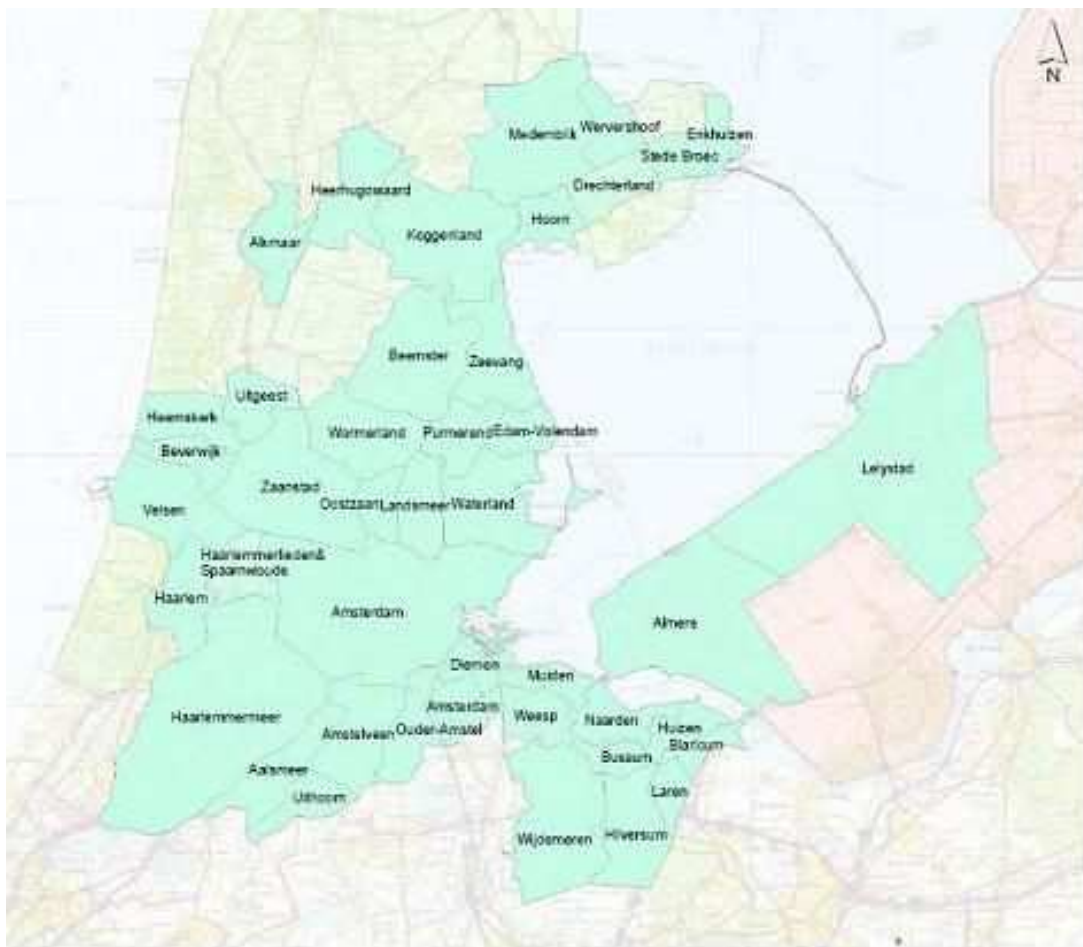 N
Medemblik
Wervershoof
Enkhuizen
Stede Broec
Drechterland
Heerhugowaard
Hoorn
Koggenland
Alkmaar
Beemster
Zeevang
Uitgeest
Heemskerk
Wormerland
Purmerend
Edam-Volendam
Beverwijk
Lelystad
Zaanstad
Oostzaan
Landsmeer
Waterland
Velsen
Haarlemmerliede&
Spaarnwoude
Haarlem
Amsterdam
Almere
Diemen
Muiden
Amsterdam
Haarlemmermeer
Weesp
Naarden
Huizen
Amstelveen
Ouder-Amstel
Blaricum
Bussum
Aalsmeer
Laren
Uithoorn
Wijdemeren
Hilversum